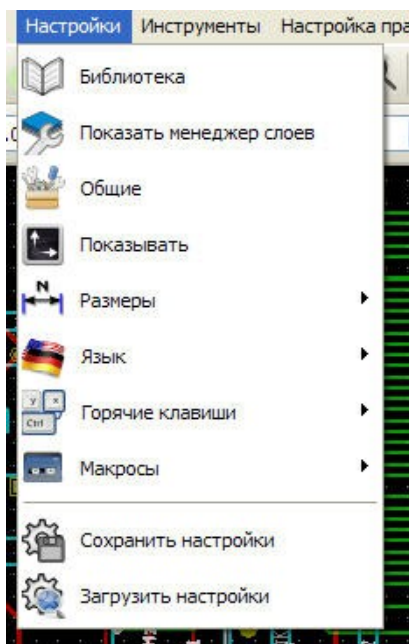 Настройки Инструменты Настройка пра
Библиотека
Показать менеджер слоев
Общие
Показывать
N
Размеры
Язык
y x
Ctrl
Горячие клавиши
Макросы
Сохранить настройки
Загрузить настройки